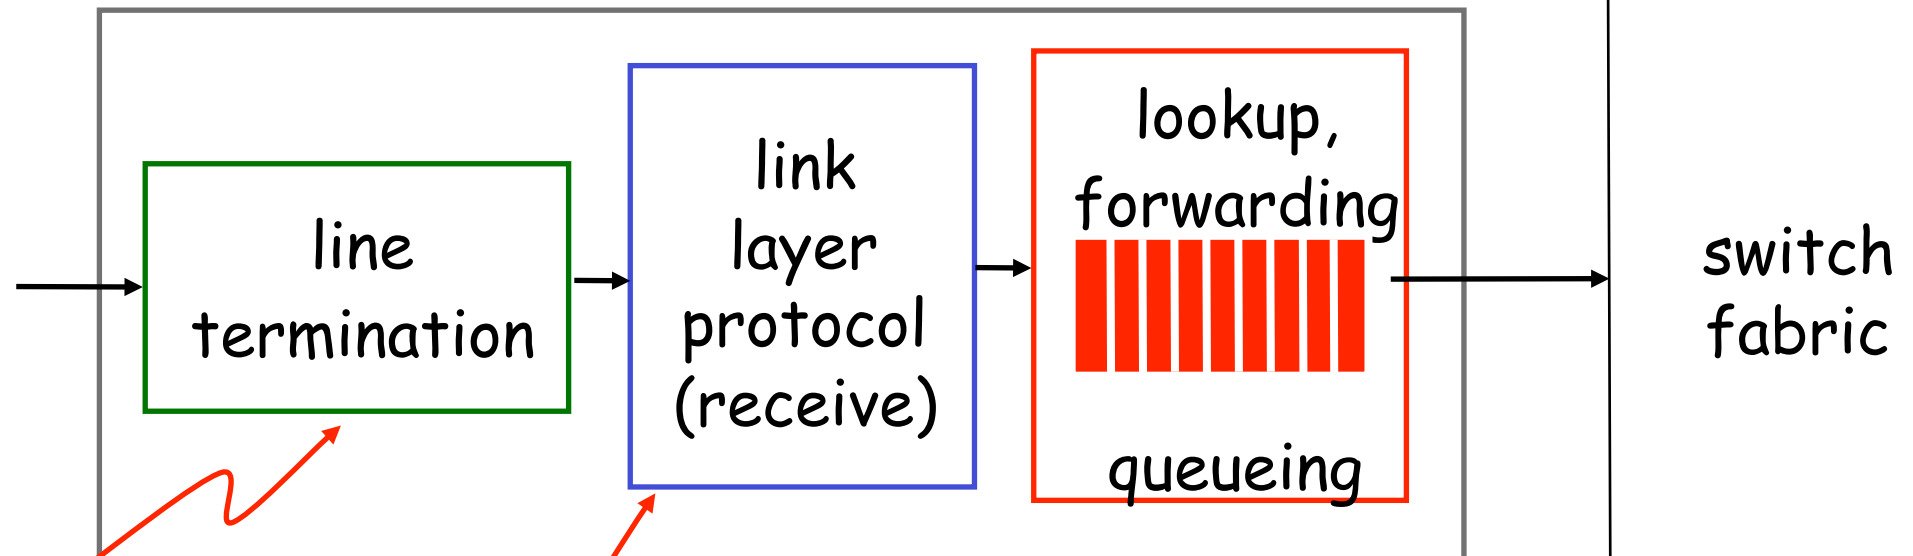 line
termination
link
layer
protocol
(receive)
lookup,
forwarding
queueing
switch
fabric